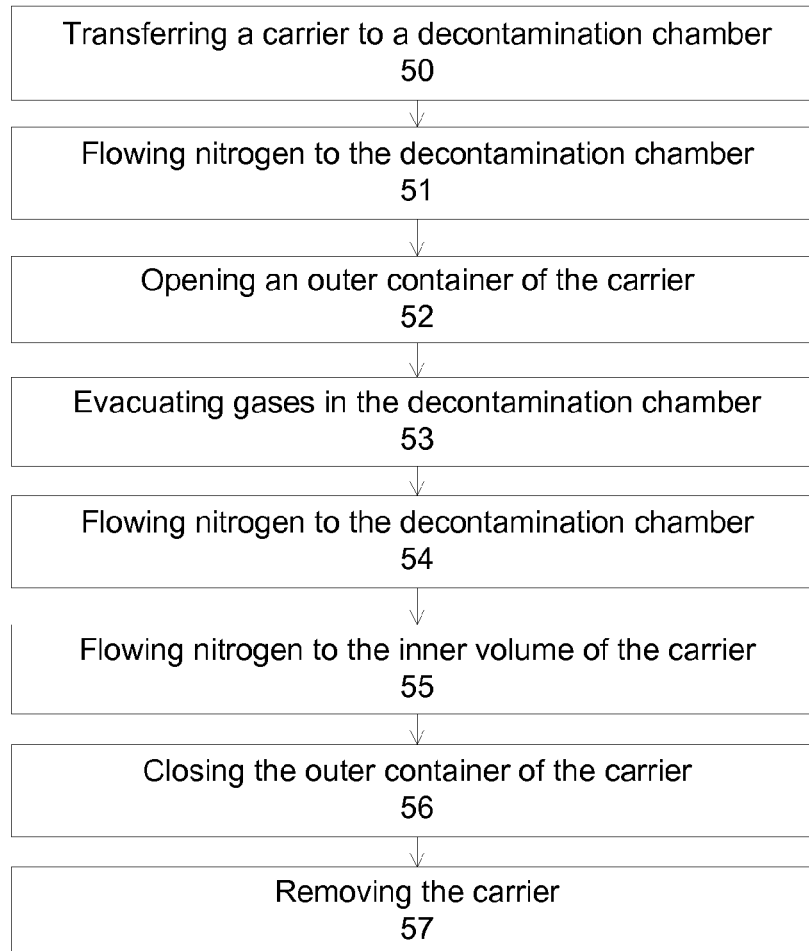 Transferring a carrier to a decontamination chamber
50
Flowing nitrogen to the decontamination chamber
51
Opening an outer container of the carrier
52
Evacuating gases in the decontamination chamber
53
Flowing nitrogen to the decontamination chamber
54
Flowing nitrogen to the inner volume of the carrier
55
Closing the outer container of the carrier
56
Removing the carrier
57